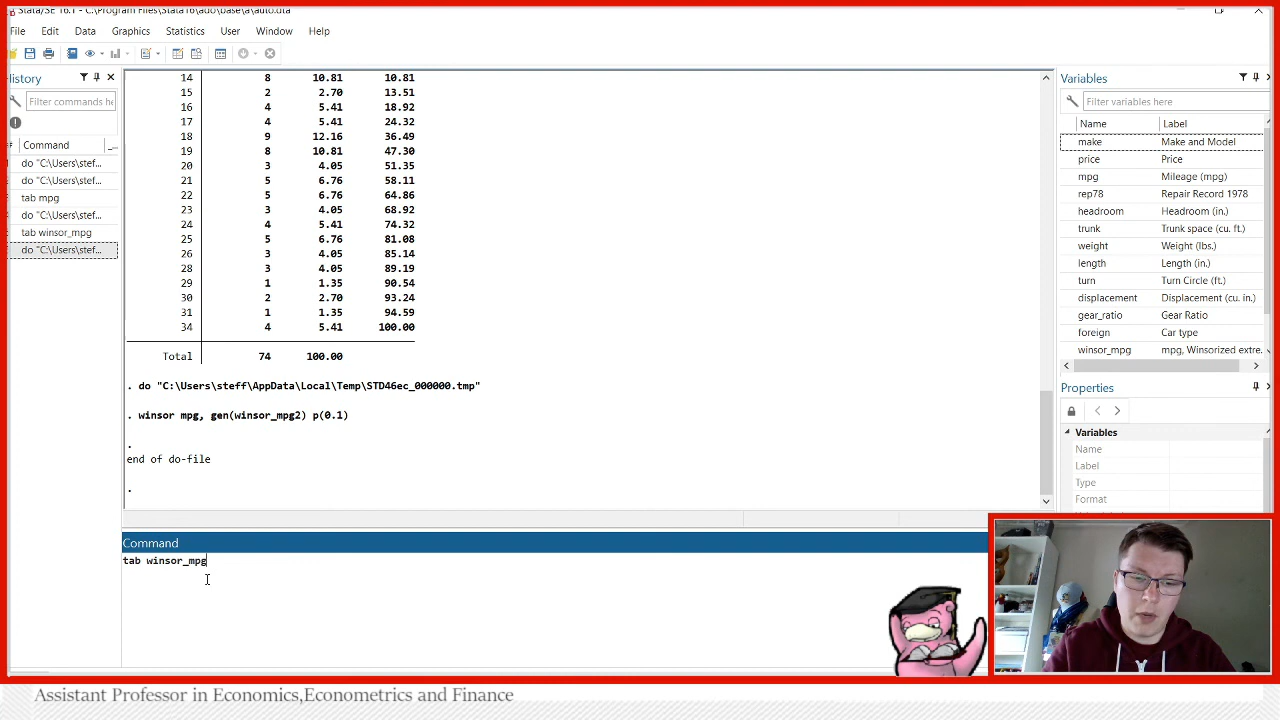 Stata/SE 16.1 - C:\Program Files\Stata16\ado\base\a\auto.dta
File Edit Data Graphics Statistics User Window Help
History
Filter commands he
Command
do "C:\Users\stef...
do "C:\Users\stef...
tab mpg
do "C:\Users\stef...
tab winsor_mpg
do "C:\Users\stef...
14 8 10.81 10.81
15 2 2.70 13.51
16 4 5.41 18.92
17 4 5.41 24.32
18 9 12.16 36.49
19 8 10.81 47.30
20 3 4.05 51.35
21 5 6.76 58.11
22 5 6.76 64.86
23 3 4.05 68.92
24 4 5.41 74.32
25 5 6.76 81.08
26 3 4.05 85.14
28 3 4.05 89.19
29 1 1.35 90.54
30 2 2.70 93.24
31 1 1.35 94.59
34 4 5.41 100.00
Total 74 100.00
. do "C:\Users\steff\AppData\Local\Temp\STD46ec_000000.tmp"
. winsor mpg, gen(winsor_mpg2) p(0.1)
.
end of do-file
.
Command
tab winsor_mpg
Variables
Filter variables here
Name Label
make Make and Model
price Price
mpg Mileage (mpg)
rep78 Repair Record 1978
headroom Headroom (in.)
trunk Trunk space (cu. ft.)
weight Weight (lbs.)
length Length (in.)
turn Turn Circle (ft.)
displacement Displacement (cu. in.)
gear_ratio Gear Ratio
foreign Car type
winsor_mpg mpg, Winsorized extre.
Properties
Variables
Name
Label
Type
Format
Assistant Professor in Economics,Econometrics and Finance